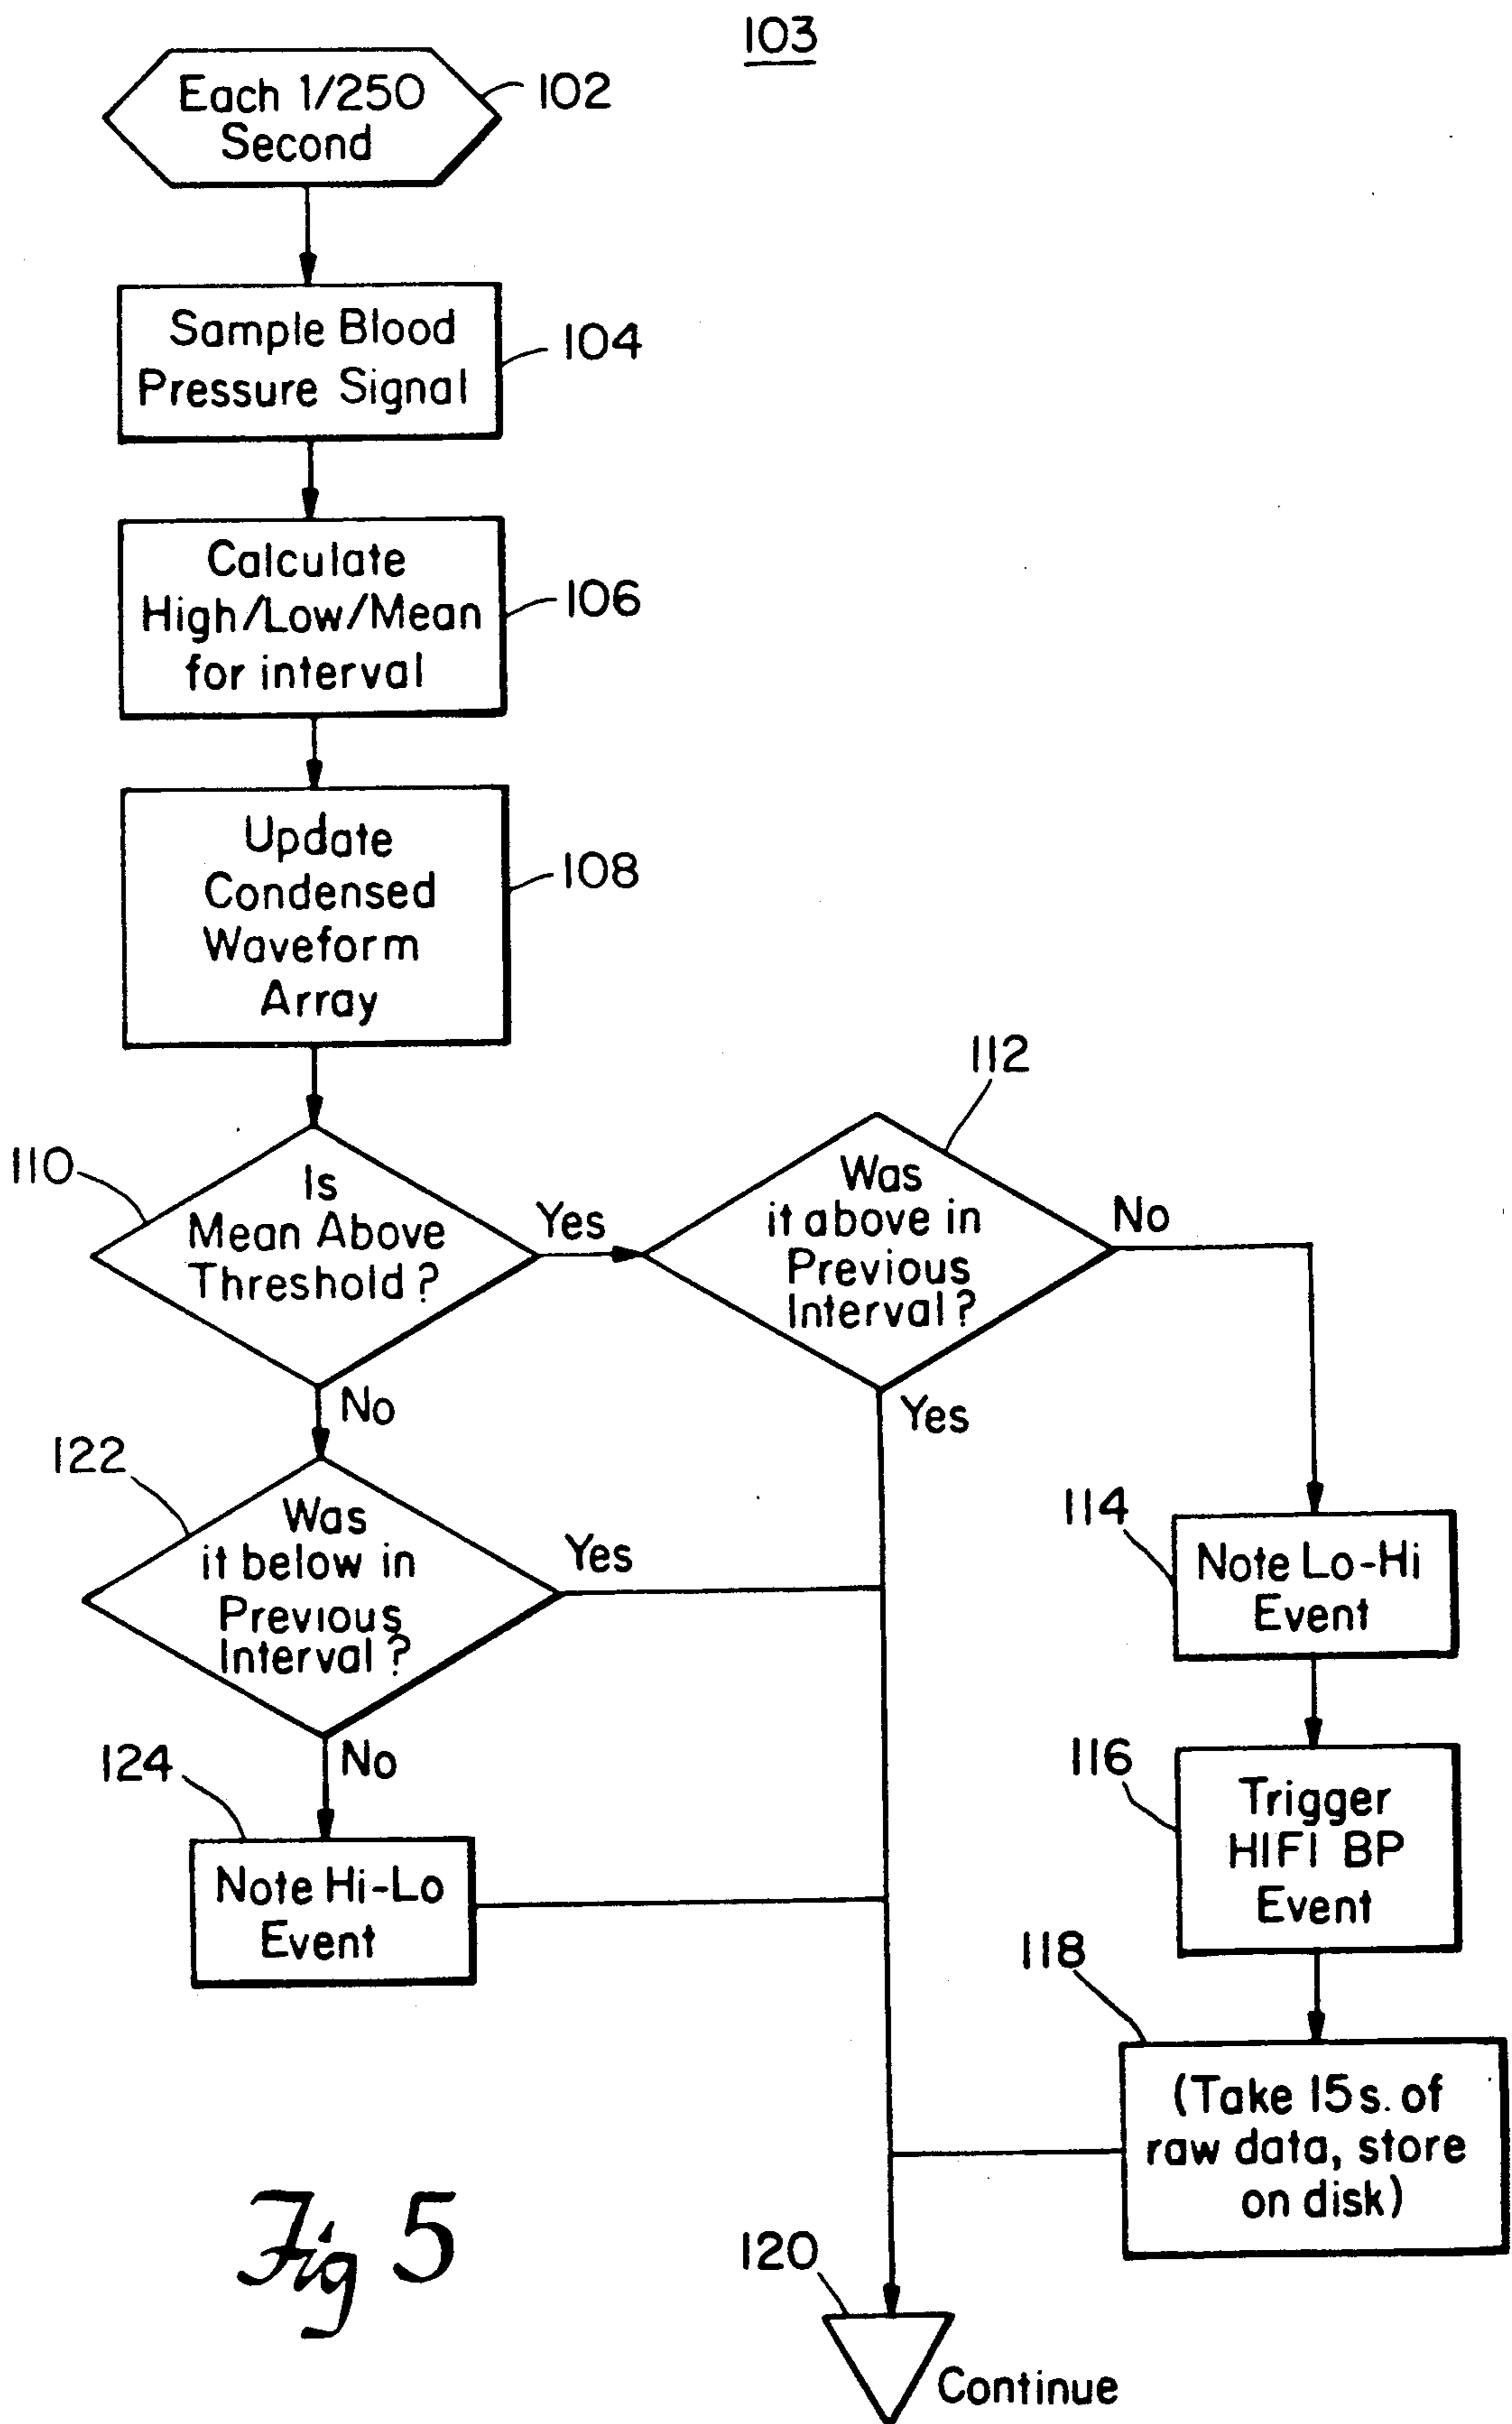 103
Each 1/250
Second
102
Sample Blood
Pressure Signal
104
Calculate
High/Low/Mean
for interval
106
Update
Condensed
Waveform
Array
108
110
Is
Mean Above
Threshold?
Yes
112
Was
it above in
Previous
Interval?
No
No
Yes
122
Was
it below in
Previous
Interval?
Yes
114
Note Lo-Hi
Event
No
124
Note Hi-Lo
Event
116
Trigger
HIFI BP
Event
118
(Take 15s. of
raw data, store
on disk)
120
Continue
Fig 5